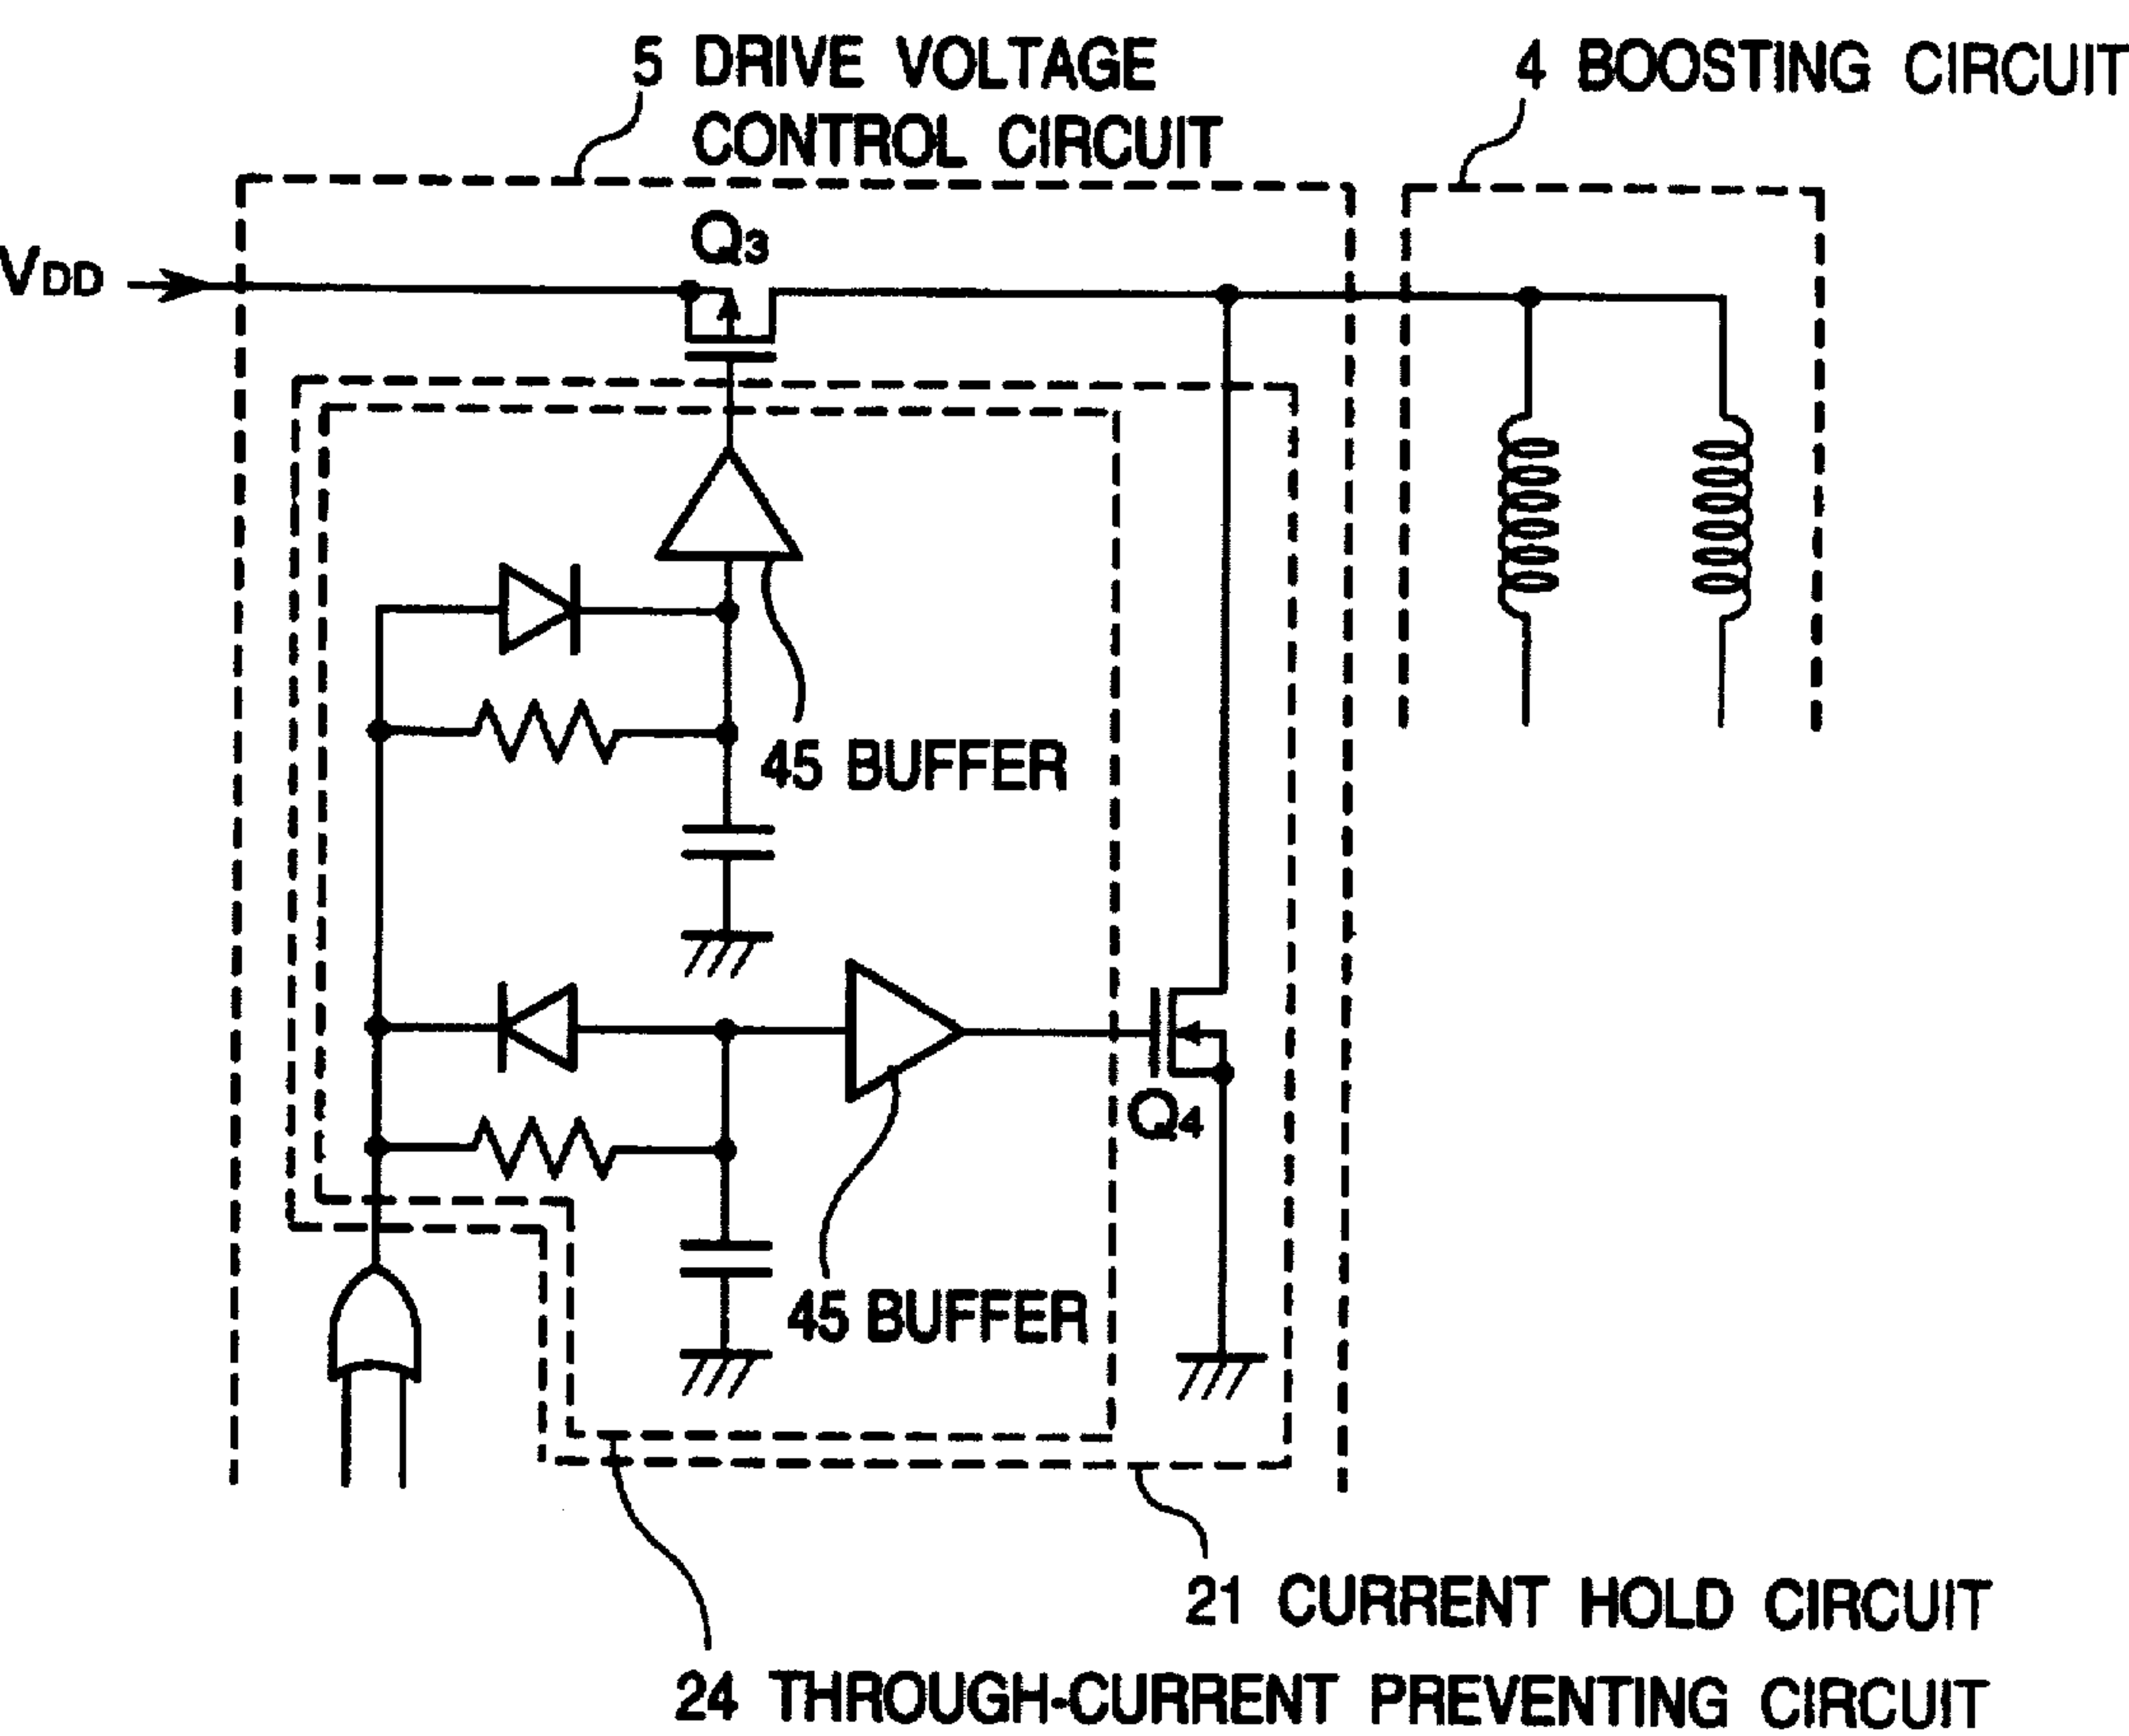 5 DRIVE VOLTAGE
CONTROL CIRCUIT
4 BOOSTING CIRCUIT
Q3
VDD
45 BUFFER
Q4
45 BUFFER
21 CURRENT HOLD CIRCUIT
24 THROUGH-CURRENT PREVENTING CIRCUIT